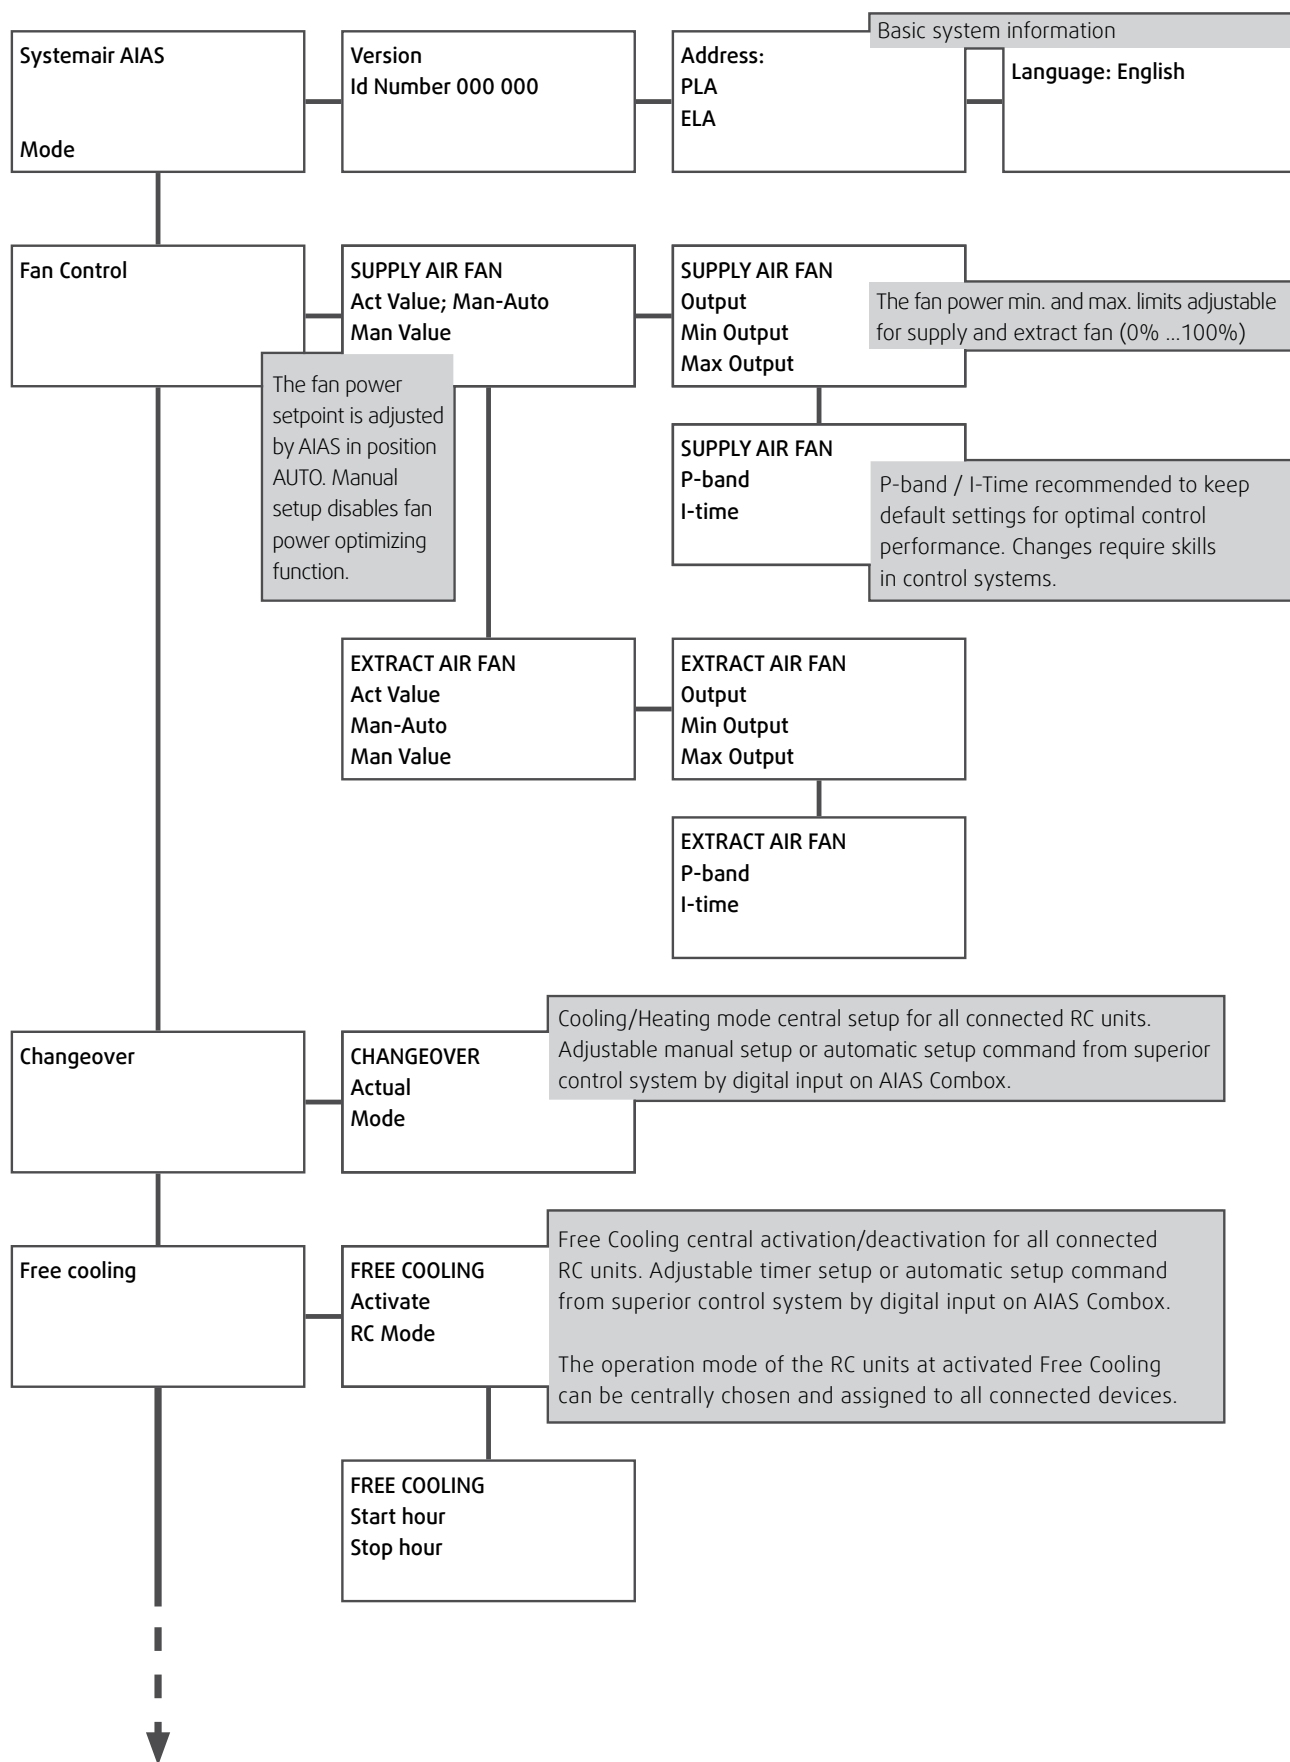 Basic system information
Systemair AIAS
Mode
Version
Id Number 000 000
Address:
PLA
ELA
Language: English
Fan Control
SUPPLY AIR FAN
Act Value; Man-Auto
Man Value
The fan power
setpoint is adjusted
by AIAS in position
AUTO. Manual
setup disables fan
power optimizing
function.
SUPPLY AIR FAN
Output
Min Output
Max Output
The fan power min. and max. limits adjustable
for supply and extract fan (0% ...100%)
SUPPLY AIR FAN
P-band
I-time
P-band / I-Time recommended to keep
default settings for optimal control
performance. Changes require skills
in control systems.
EXTRACT AIR FAN
Act Value
Man-Auto
Man Value
EXTRACT AIR FAN
Output
Min Output
Max Output
EXTRACT AIR FAN
P-band
I-time
Changeover
CHANGEOVER
Actual
Mode
Cooling/Heating mode central setup for all connected RC units.
Adjustable manual setup or automatic setup command from superior
control system by digital input on AIAS Combox.
Free cooling
FREE COOLING
Activate
RC Mode
Free Cooling central activation/deactivation for all connected
RC units. Adjustable timer setup or automatic setup command
from superior control system by digital input on AIAS Combox.
The operation mode of the RC units at activated Free Cooling
can be centrally chosen and assigned to all connected devices.
FREE COOLING
Start hour
Stop hour